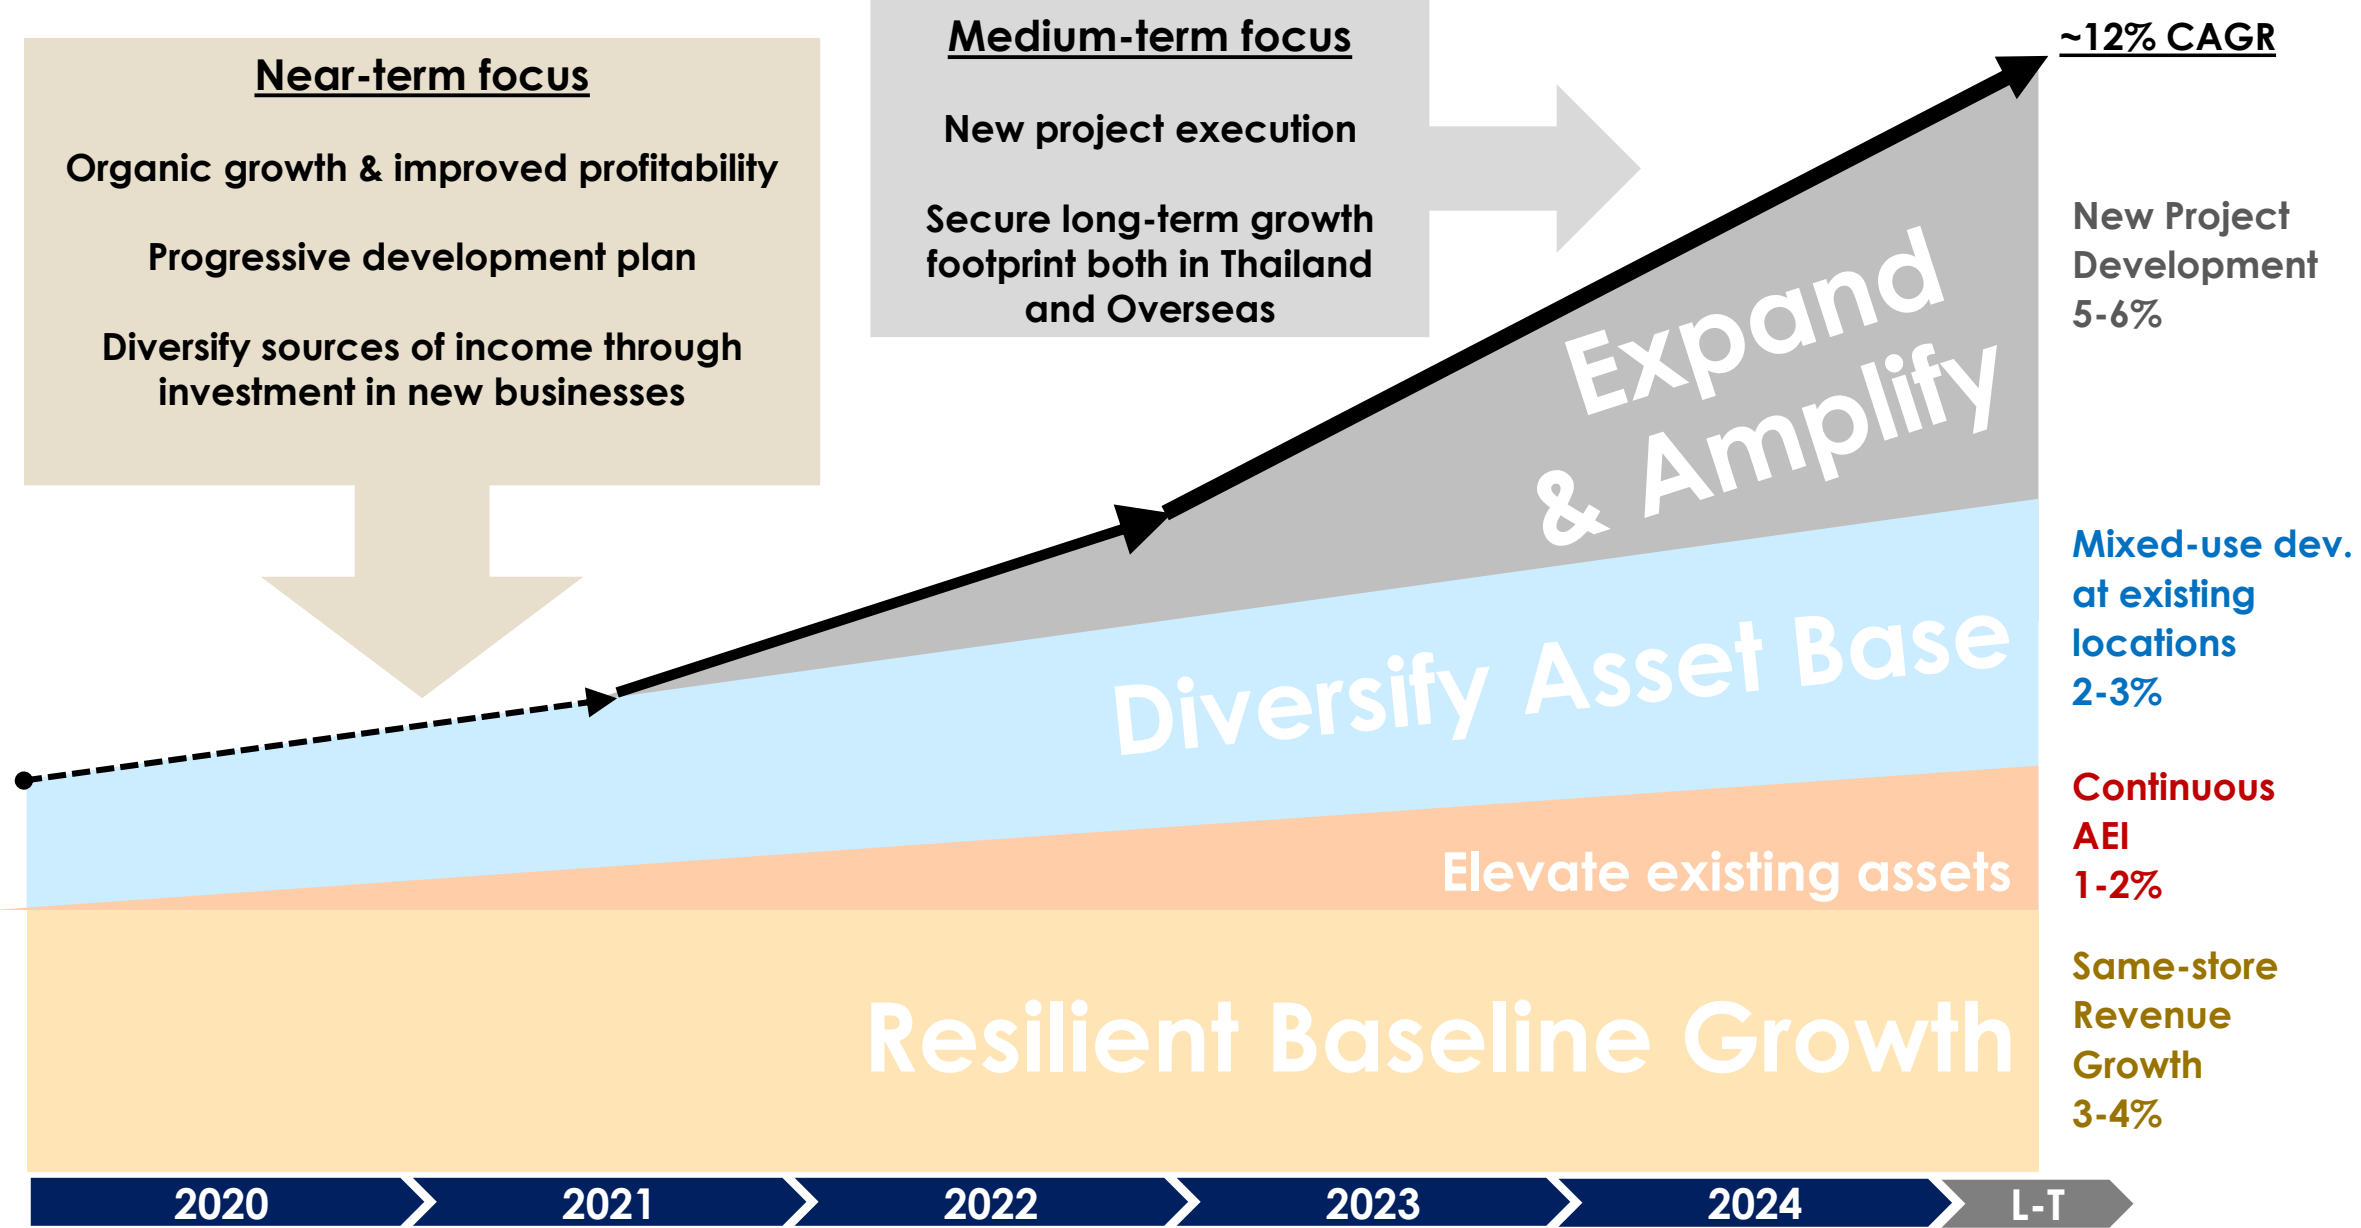 Near-term focus
Organic growth & improved profitability
Progressive development plan
Diversify sources of income through
investment in new businesses
Medium-term focus
New project execution
Secure long-term growth
footprint both in Thailand
and Overseas
~12% CAGR
Expand
& Amplify
New Project
Development
5-6%
Diversify Asset Base
Mixed-use dev.
at existing
locations
2-3%
Elevate existing assets
Continuous
AEI
1-2%
Resilient Baseline Growth
Same-store
Revenue
Growth
3-4%
2020 2021 2022 2023 2024 L-T